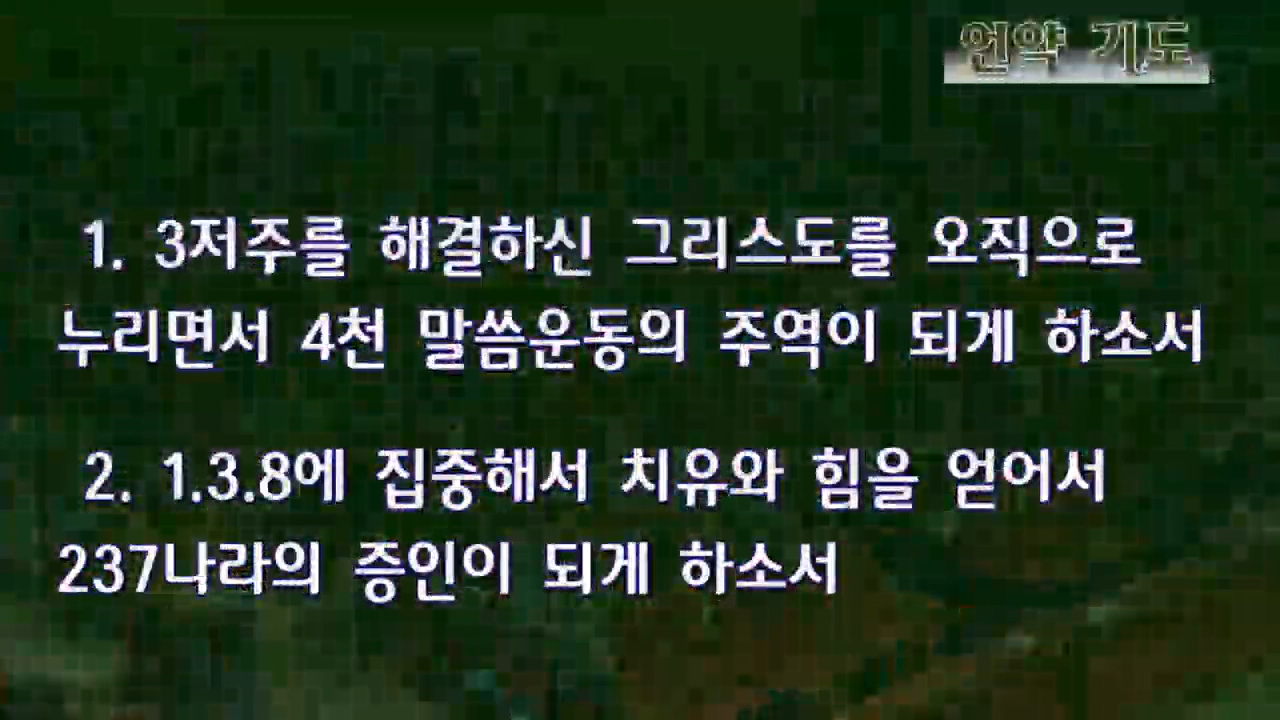 언약 기도
1. 3저주를 해결하신 그리스도를 오직으로
누리면서 4천 말씀운동의 주역이 되게 하소서
2. 1.3.8에 집중해서 치유와 힘을 얻어서
237나라의 증인이 되게 하소서